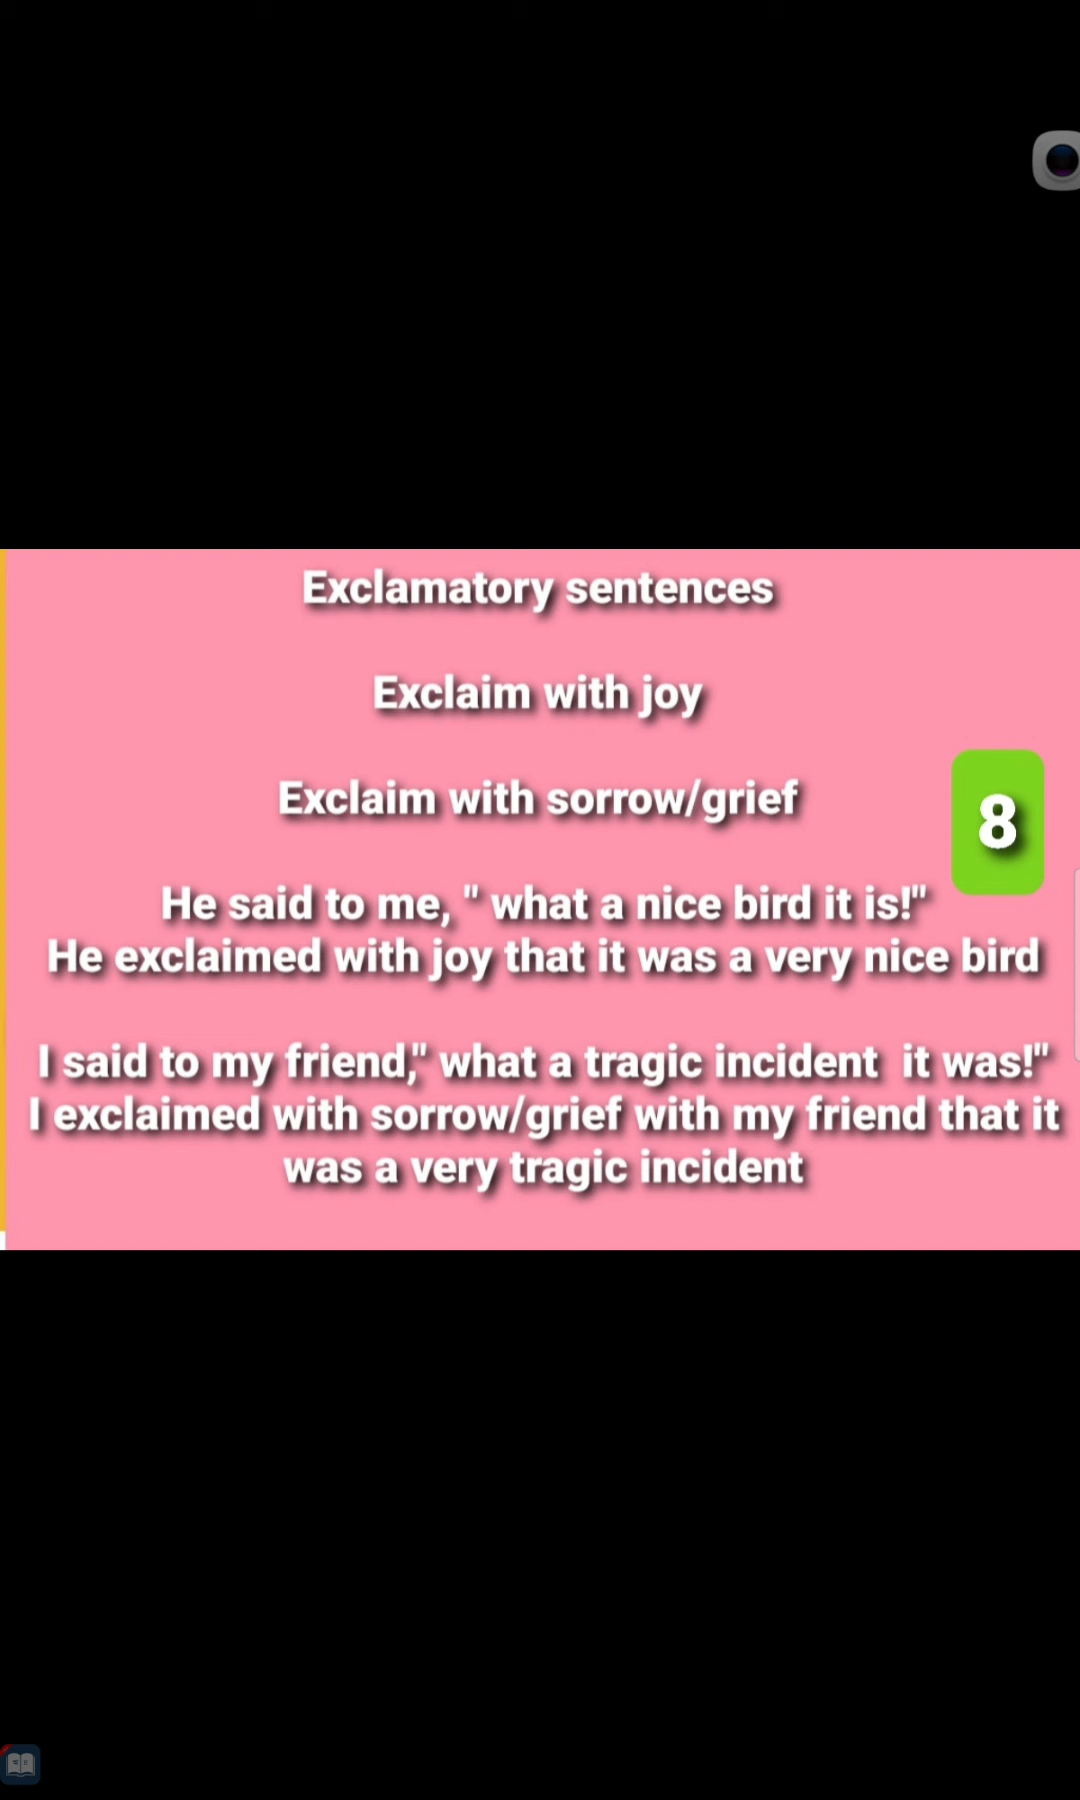 Exclamatory sentences
Exclaim with joy
Exclaim with sorrow/grief
8
He said to me, " what a nice bird it is!"
He exclaimed with joy that it was a very nice bird
I said to my friend," what a tragic incident  it was!"
I exclaimed with sorrow/grief with my friend that it
was a very tragic incident